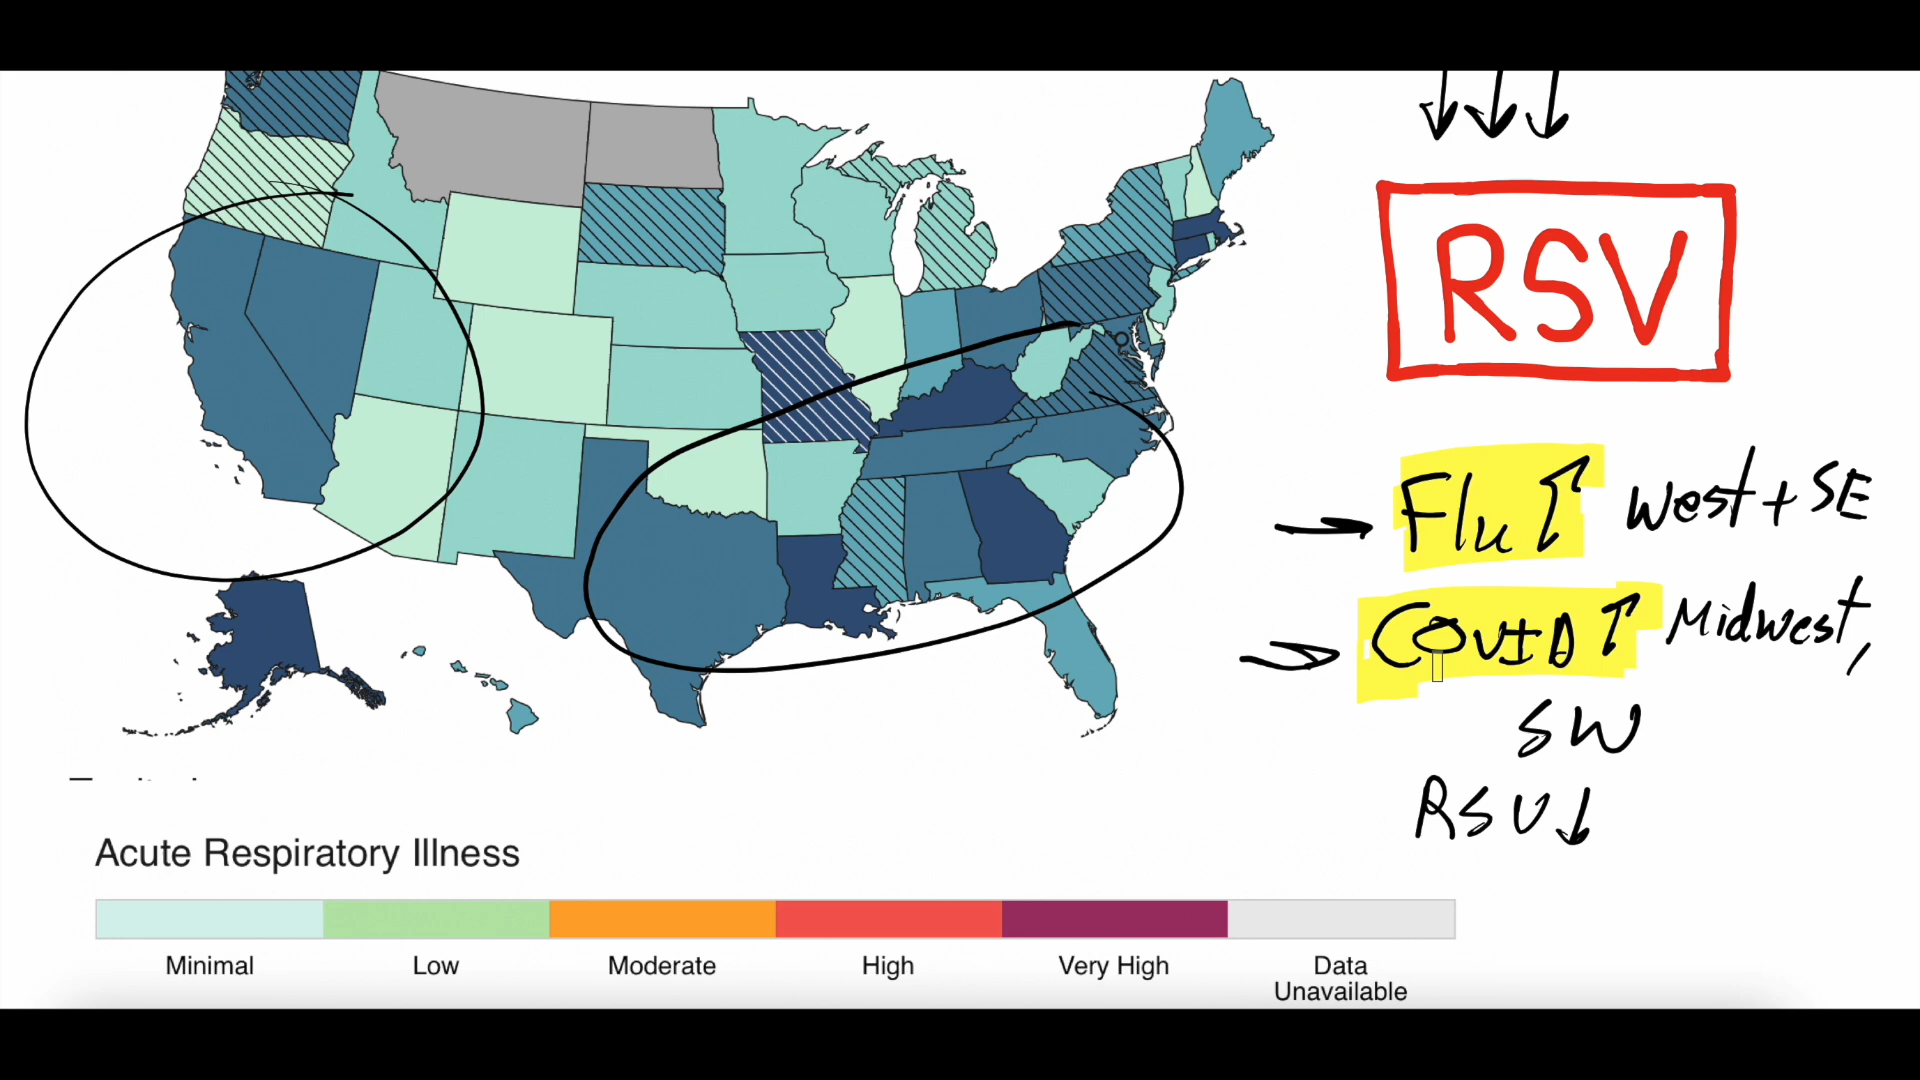 RSV
→ Flu ↑ West + SE
→ COVID ↑ Midwest,
SW
RSV ↓
Acute Respiratory Illness
Minimal Low Moderate High Very High Data
Unavailable